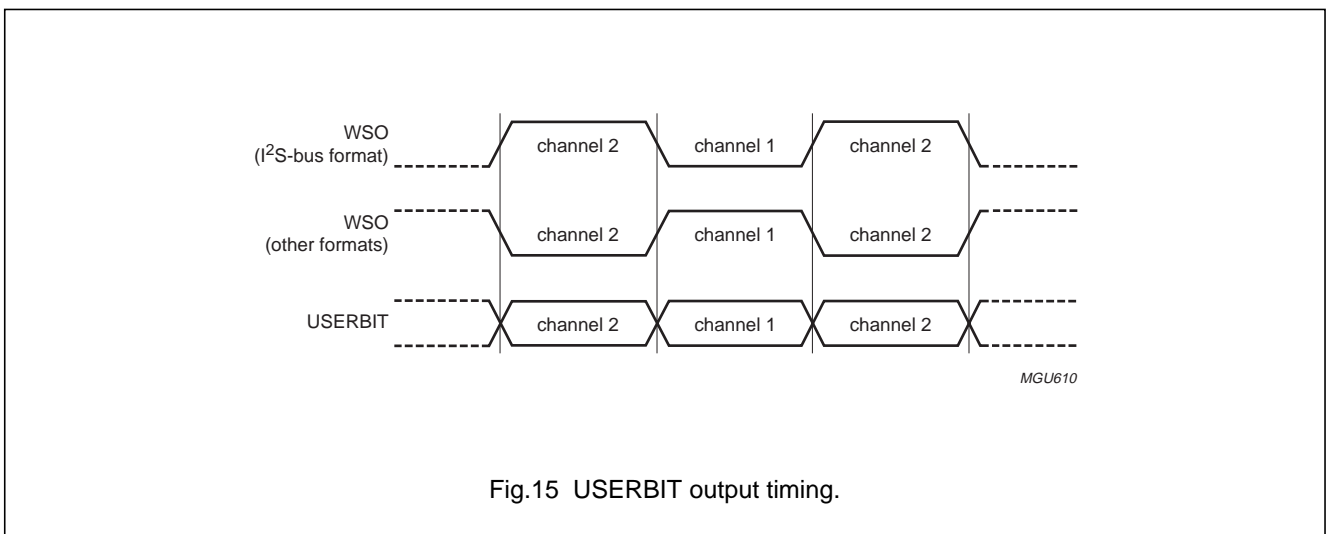 WSO
(I2S-bus format)
channel 2 channel 1 channel 2
WSO
(other formats)
channel 2 channel 1 channel 2
USERBIT
channel 2 channel 1 channel 2
MGU610
Fig.15 USERBIT output timing.